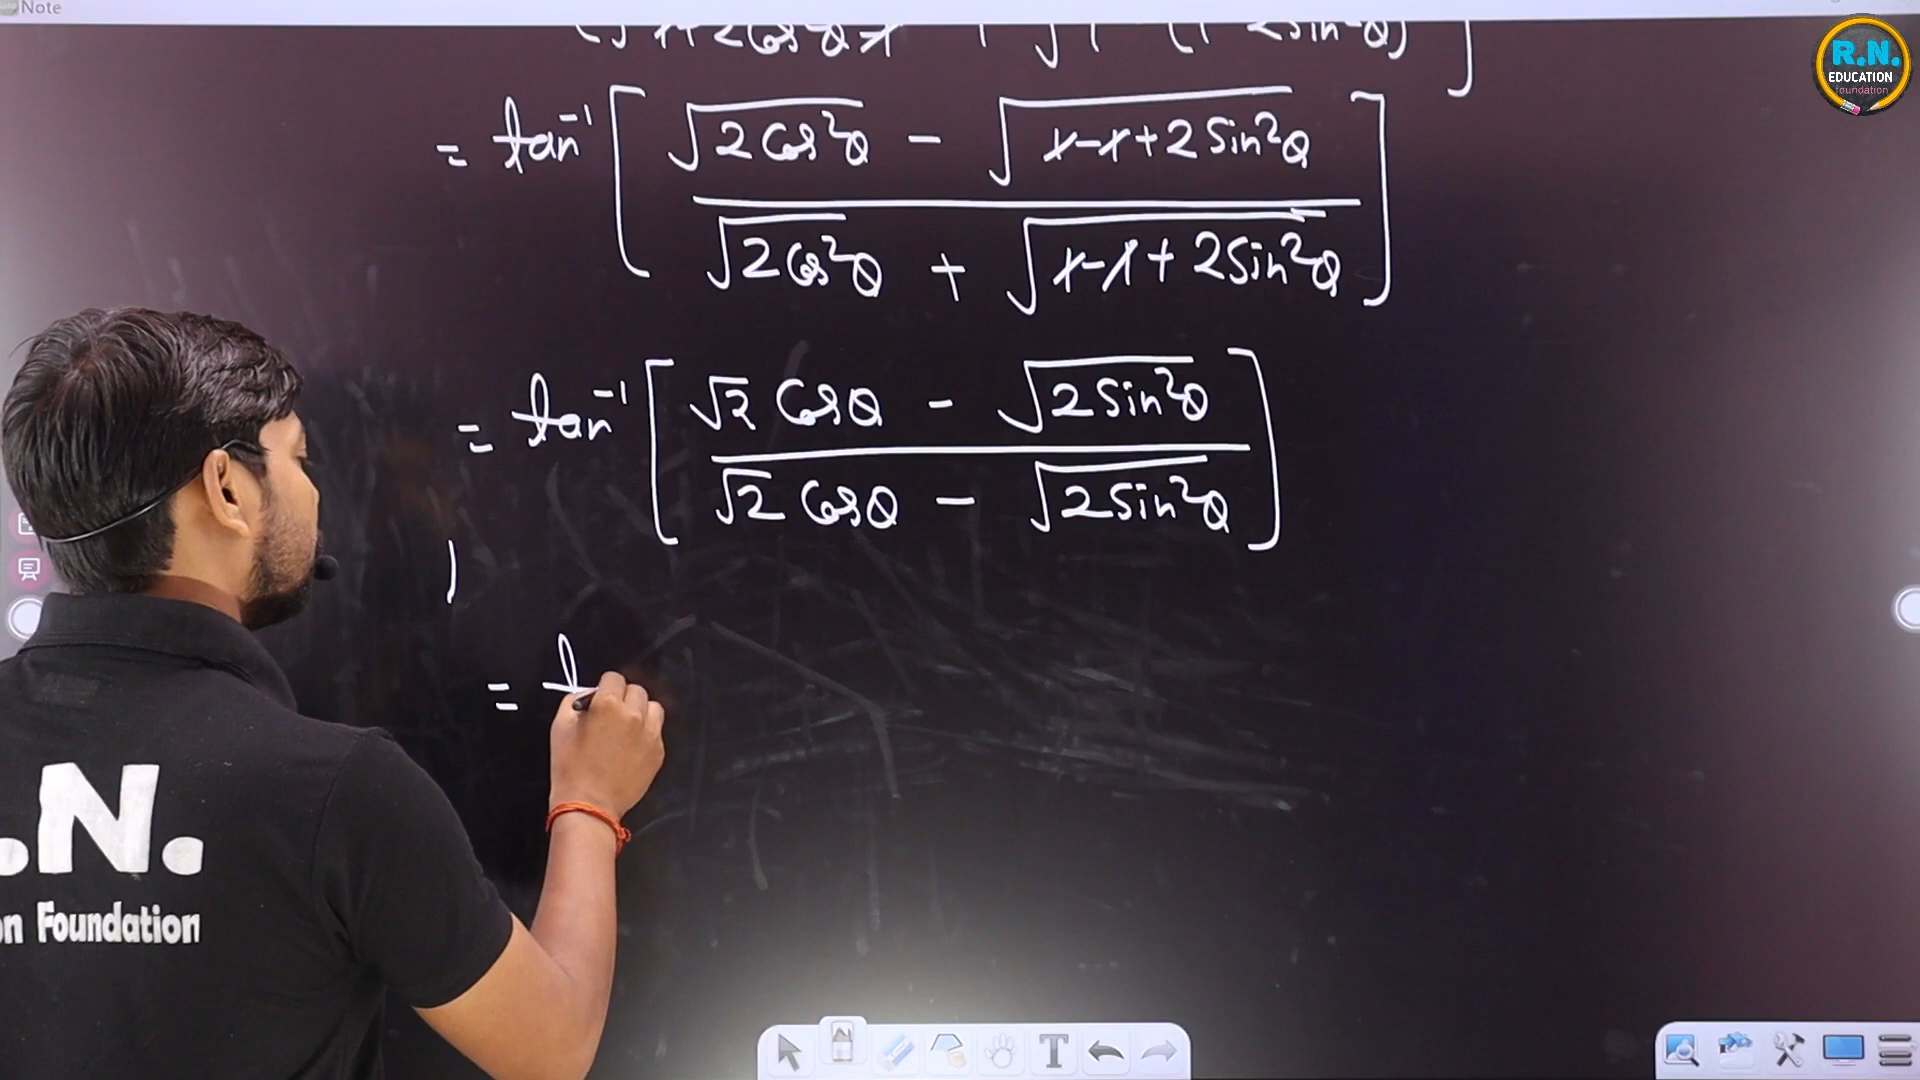 Note
R.N.
EDUCATION
foundation
= tan⁻¹ [ (√(2Cos²θ) - √(1-1+2Sin²θ)) / (√(2Cos²θ) + √(1-1+2Sin²θ)) ]
= tan⁻¹ [ (√2 Cosθ - √(2Sin²θ)) / (√2 Cosθ - √(2Sin²θ)) ]
=
.N.
on Foundation
T